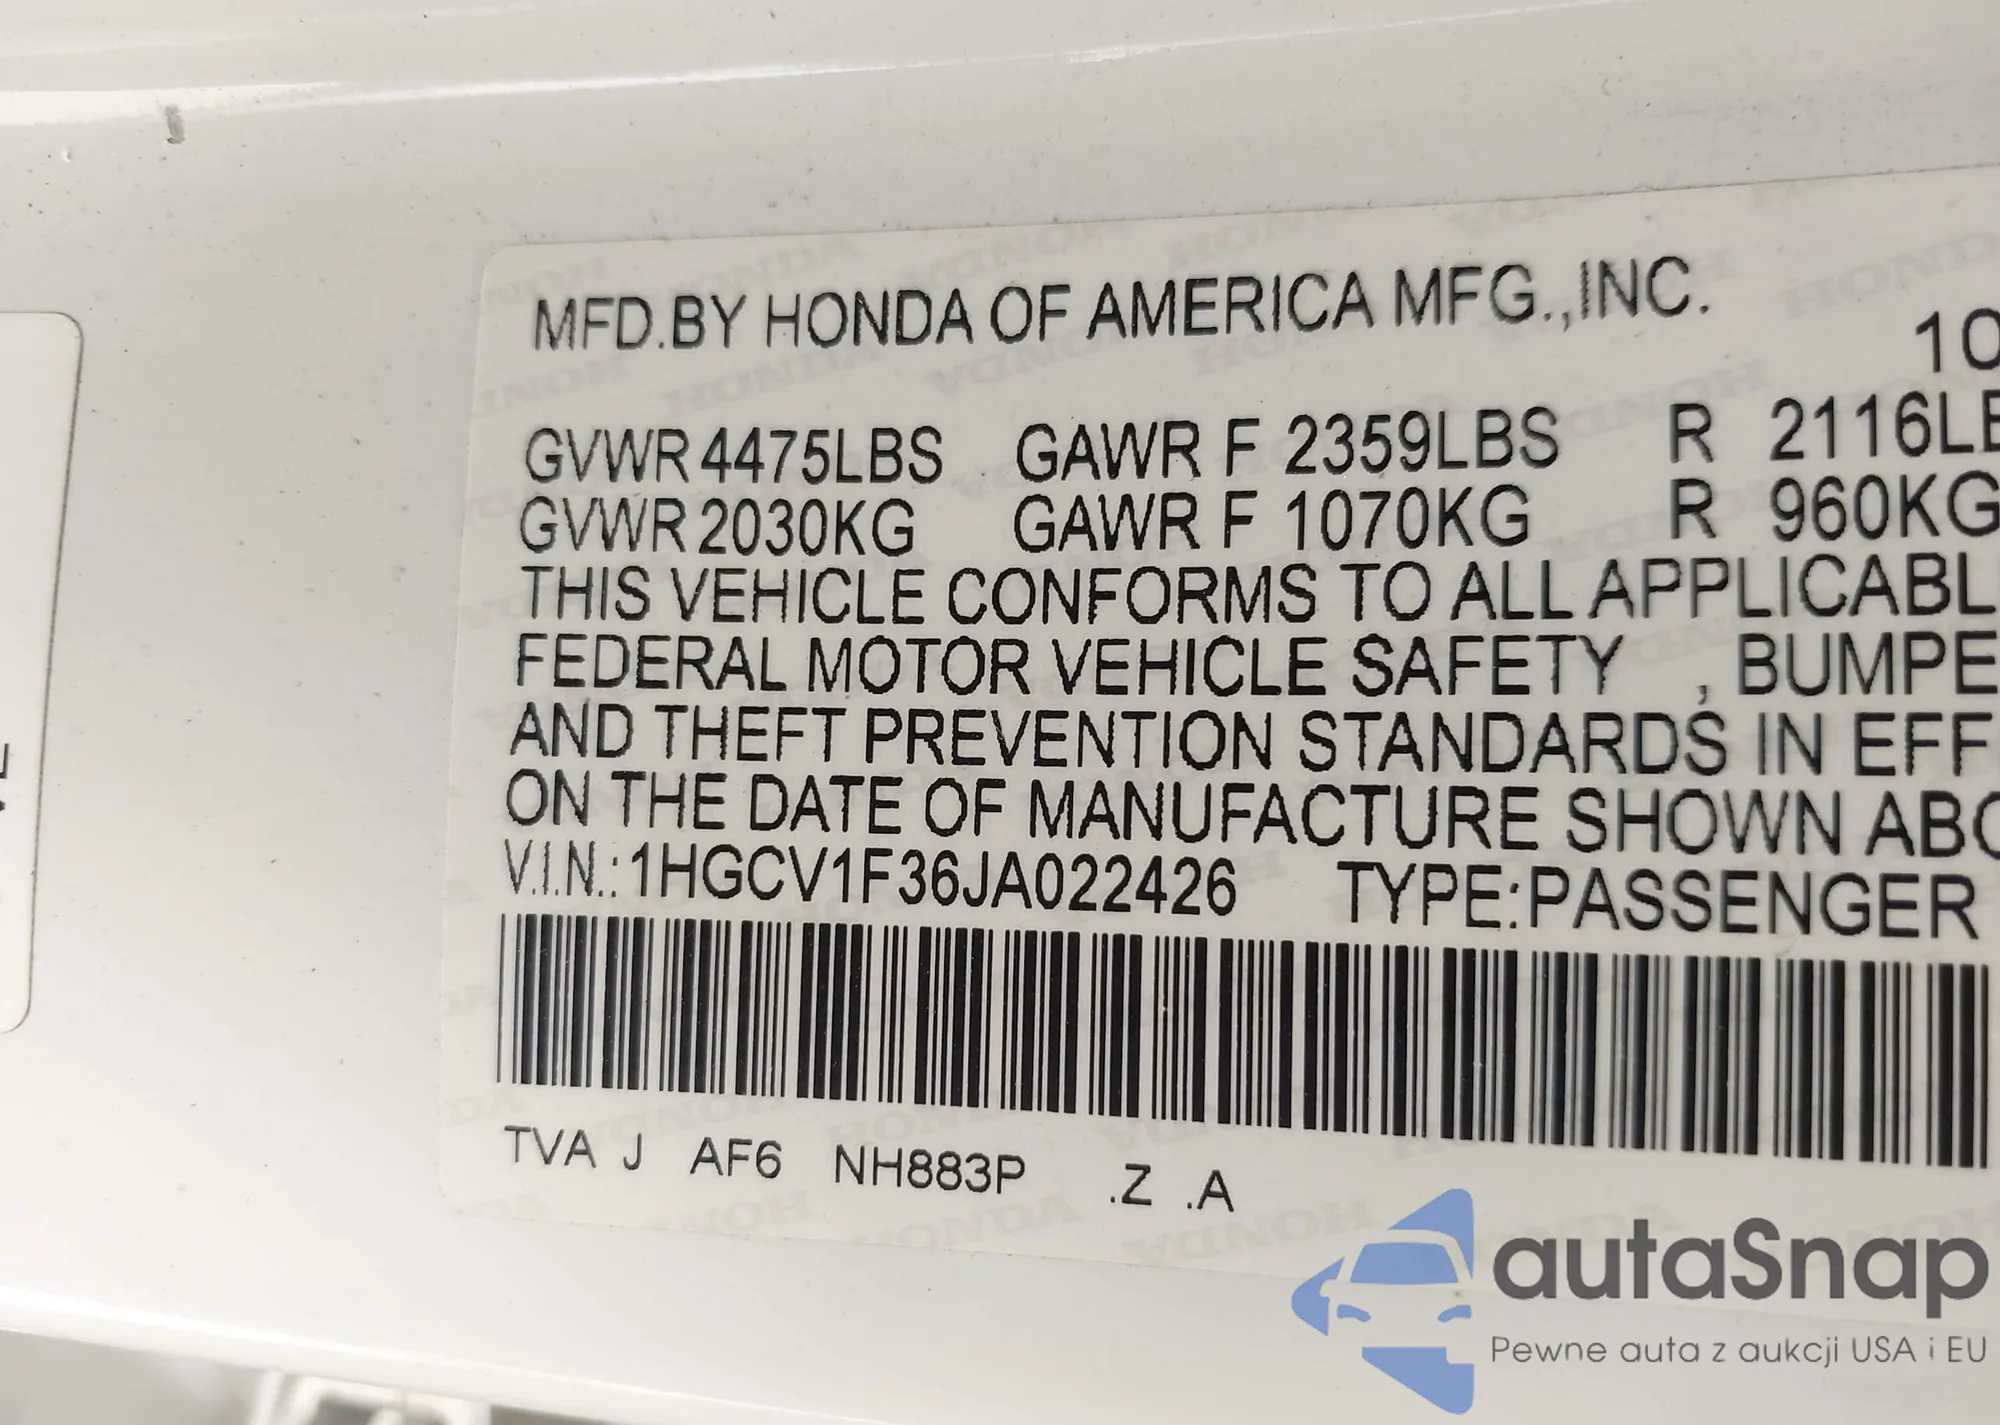 MFD.BY HONDA OF AMERICA MFG.,INC.
10
GVWR 4475LBS GAWR F 2359LBS R 2116LB
GVWR 2030KG GAWR F 1070KG R 960KG
THIS VEHICLE CONFORMS TO ALL APPLICABL
FEDERAL MOTOR VEHICLE SAFETY , BUMPE
AND THEFT PREVENTION STANDARDS IN EFF
ON THE DATE OF MANUFACTURE SHOWN ABO
V.I.N.:1HGCV1F36JA022426 TYPE:PASSENGER
TVA J AF6 NH883P .Z .A
autaSnap
Pewne auta z aukcji USA i EU